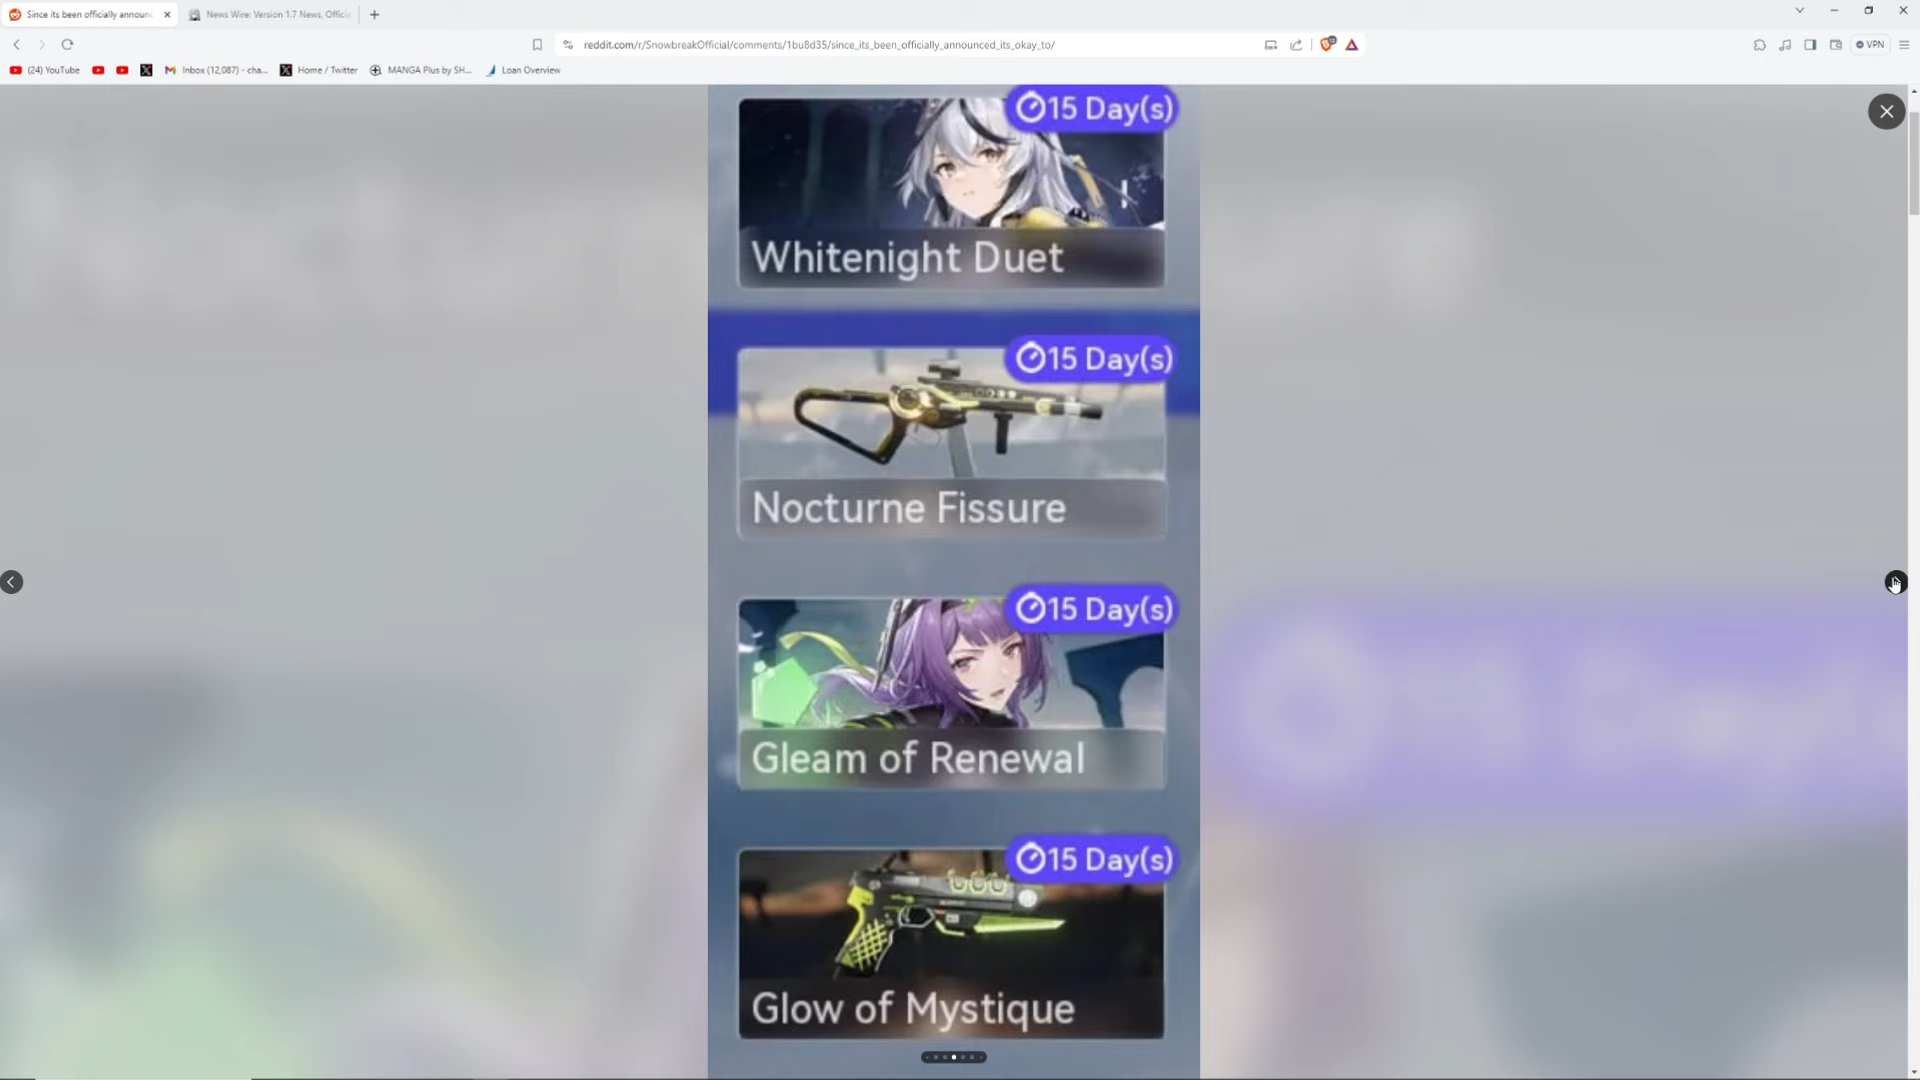 Since its been officially announ
News Wire: Version 1.7 News, Offici
reddit.com/r/SnowbreakOfficial/comments/1bu8d35/since_its_been_officially_announced_its_okay_to/
VPN
(24) YouTube
Inbox (12,087) - cha...
Home / Twitter
MANGA Plus by SH...
Loan Overview
15 Day(s)
Whitenight Duet
15 Day(s)
Nocturne Fissure
15 Day(s)
Gleam of Renewal
15 Day(s)
Glow of Mystique